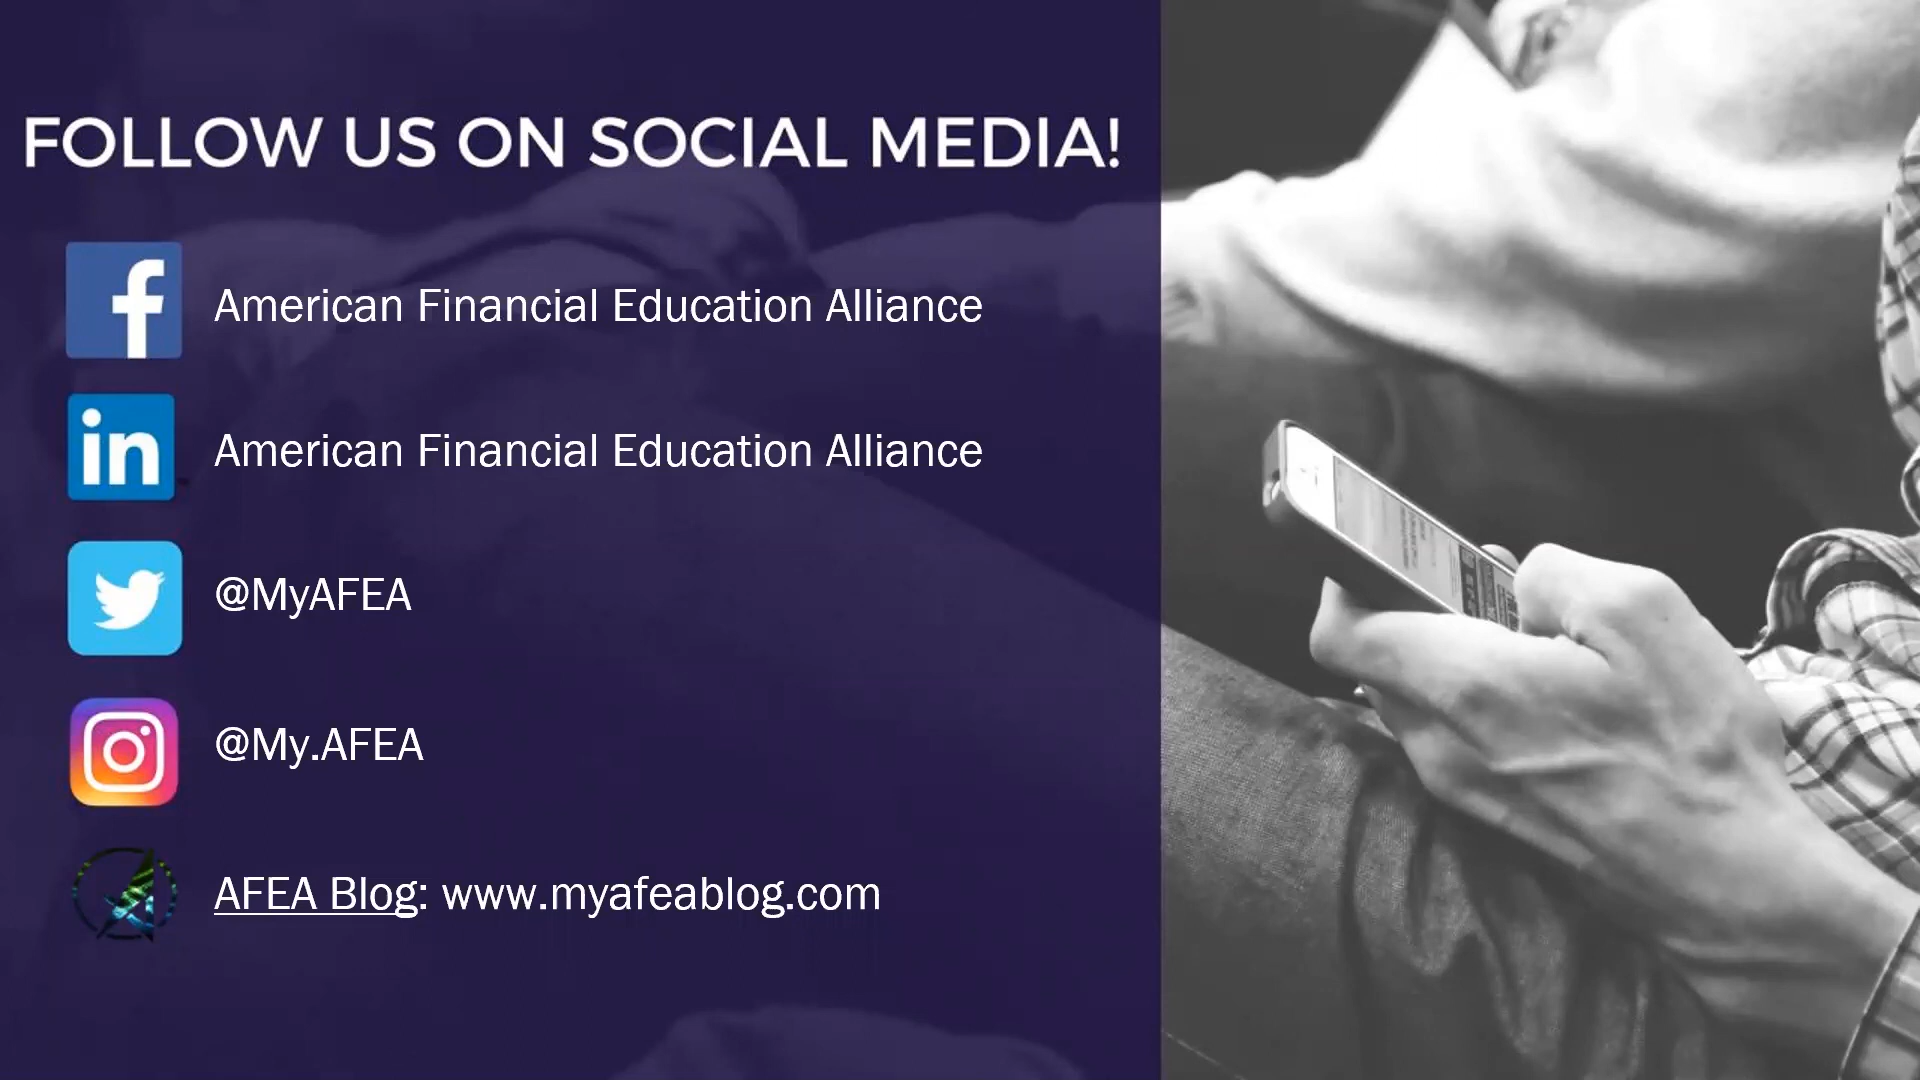 FOLLOW US ON SOCIAL MEDIA!
American Financial Education Alliance
American Financial Education Alliance
@MyAFEA
@My.AFEA
AFEA Blog: www.myafeablog.com